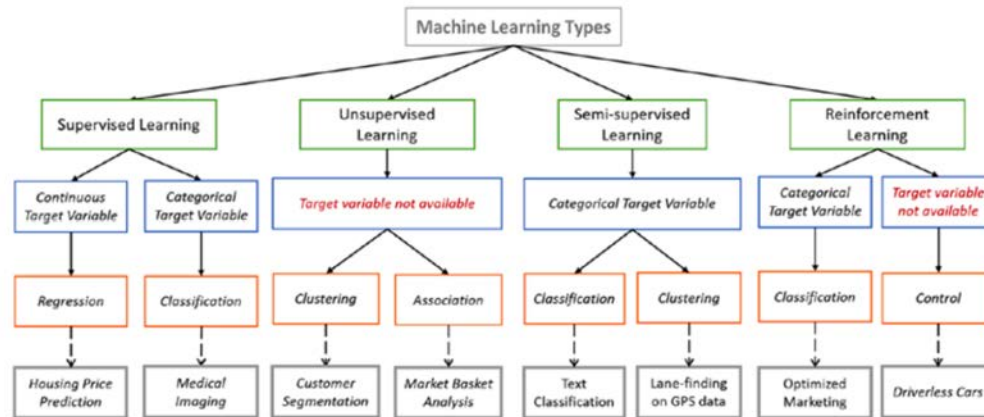 Machine Learning Types
Supervised Learning
Unsupervised
Learning
Semi-supervised
Learning
Reinforcement
Learning
Continuous
Target Variable
Categorical
Target Variable
Target variable not available
Categorical Target Variable
Categorical
Target Variable
Target variable
not available
Regression
Classification
Clustering
Association
Classification
Clustering
Classification
Control
Housing Price
Prediction
Medical
Imaging
Customer
Segmentation
Market Basket
Analysis
Text
Classification
Lane-finding
on GPS data
Optimized
Marketing
Driverless Cars